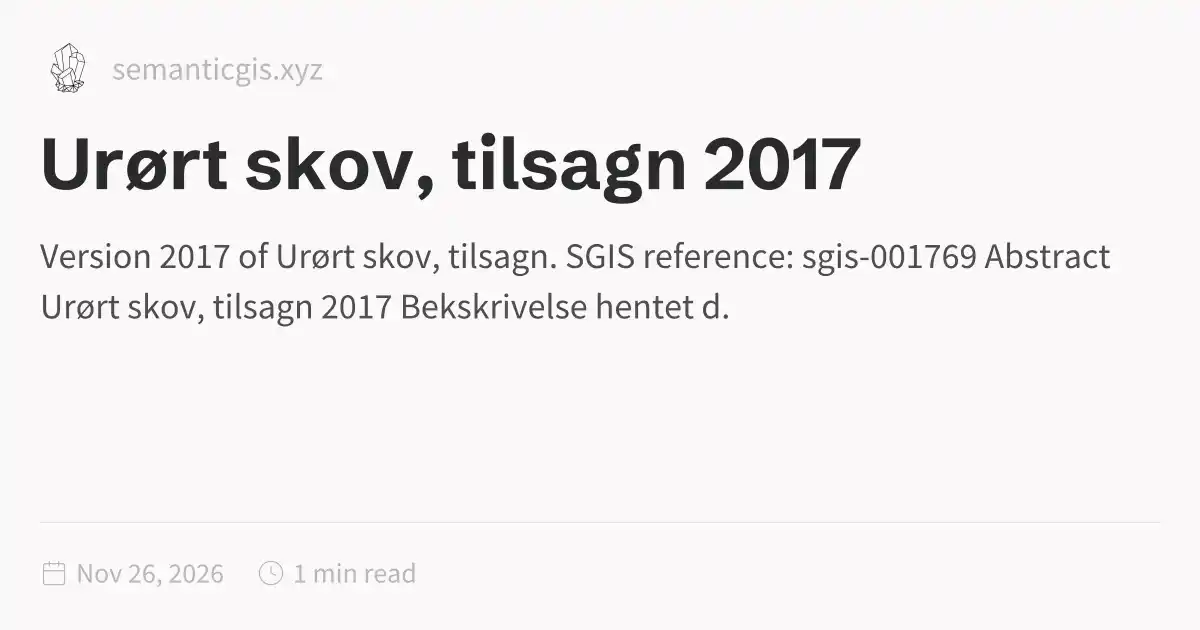 semanticgis.xyz
Urørt skov, tilsagn 2017
Version 2017 of Urørt skov, tilsagn. SGIS reference: sgis-001769 Abstract
Urørt skov, tilsagn 2017 Bekskrivelse hentet d.
Nov 26, 2026 1 min read